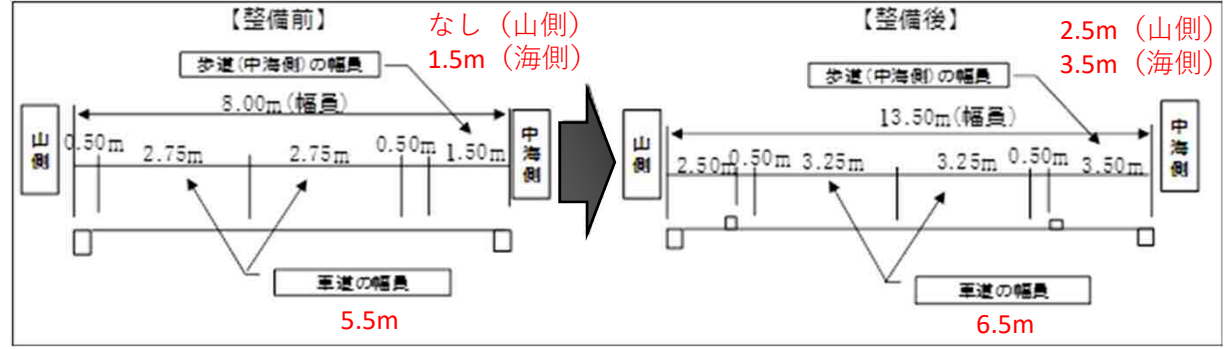 【整備前】
なし（山側）
1.5m（海側）
歩道(中海側)の幅員
8.00m(幅員)
山側
0.50m
2.75m
2.75m
0.50m
1.50m
中海側
車道の幅員
5.5m
【整備後】
2.5m（山側）
3.5m（海側）
歩道(中海側)の幅員
13.50m(幅員)
山側
2.50m
0.50m
3.25m
3.25m
0.50m
3.50m
中海側
車道の幅員
6.5m